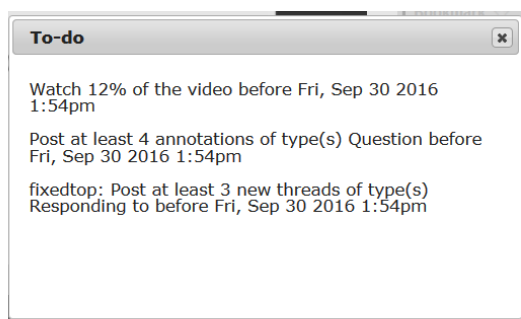 To-do
Watch 12% of the video before Fri, Sep 30 2016
1:54pm
Post at least 4 annotations of type(s) Question before
Fri, Sep 30 2016 1:54pm
fixedtop: Post at least 3 new threads of type(s)
Responding to before Fri, Sep 30 2016 1:54pm